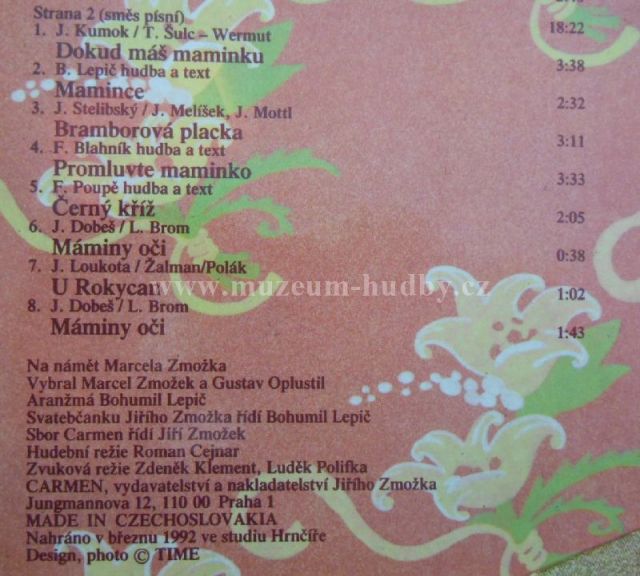 Strana 2 (směs písní)
1. J. Kumok / T. Šulc – Wermut 18:22
Dokud máš maminku
2. B. Lepič hudba a text 3:38
Mamince
3. J. Stelibský / J. Melíšek, J. Mottl 2:32
Bramborová placka
4. F. Blahník hudba a text 3:11
Promluvte maminko
5. F. Poupě hudba a text 3:33
Černý kříž
6. J. Dobeš / L. Brom 2:05
Máminy oči
7. J. Loukota / Žalman/Polák 0:38
U Rokycan
www.muzeum-hudby.cz
8. J. Dobeš / L. Brom 1:02
Máminy oči 1:43
Na námět Marcela Zmožka
Vybral Marcel Zmožek a Gustav Oplustil
Aranžmá Bohumil Lepič
Svatebčanku Jiřího Zmožka řídí Bohumil Lepič
Sbor Carmen řídí Jiří Zmožek
Hudební režie Roman Cejnar
Zvuková režie Zdeněk Klement, Luděk Polifka
CARMEN, vydavatelství a nakladatelství Jiřího Zmožka
Jungmannova 12, 110 00 Praha 1
MADE IN CZECHOSLOVAKIA
Nahráno v březnu 1992 ve studiu Hrnčíře
Design, photo © TIME